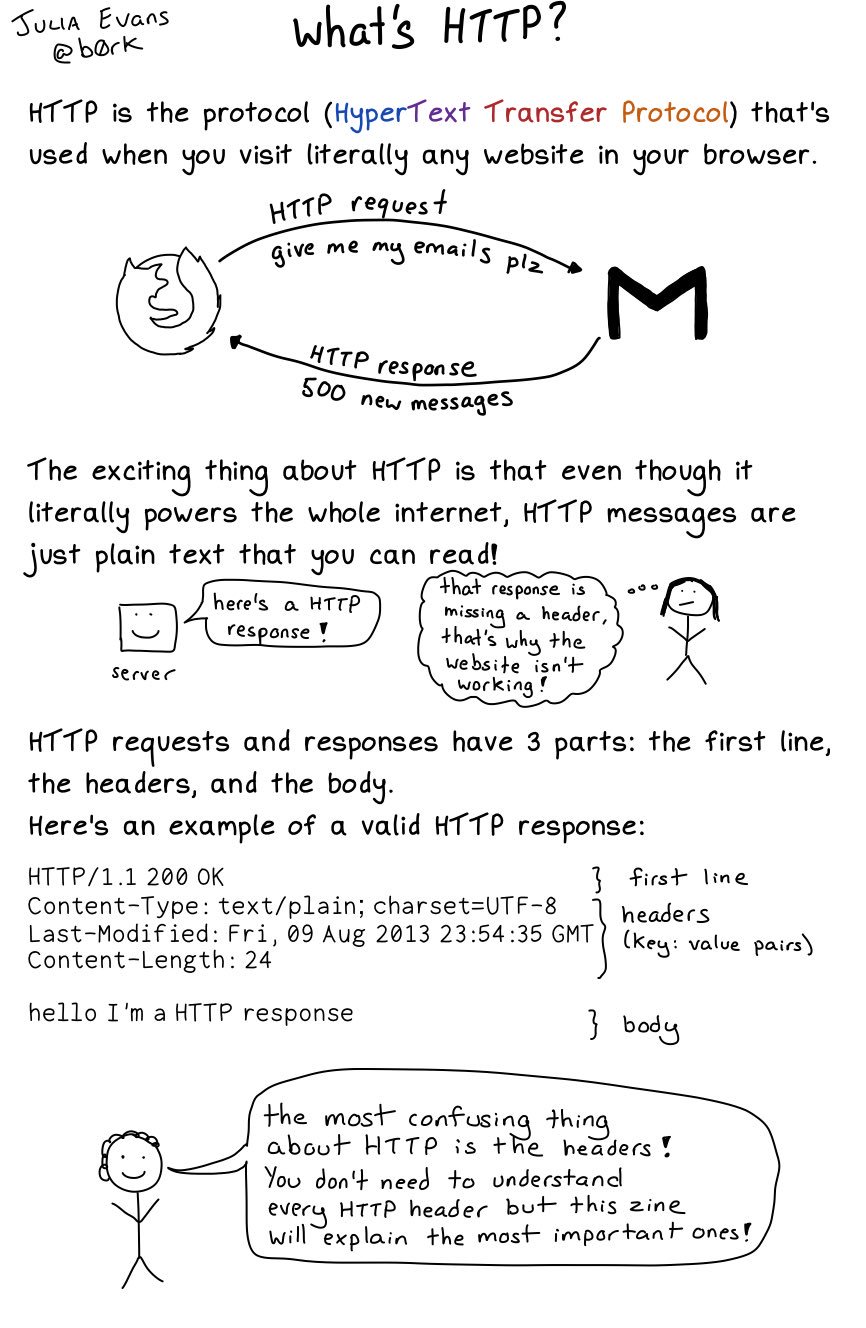 JULIA EVANS
@b0rk
what's HTTP?
HTTP is the protocol (HyperText Transfer Protocol) that's
used when you visit literally any website in your browser.
HTTP request
give me my emails plz
HTTP response
500 new messages
The exciting thing about HTTP is that even though it
literally powers the whole internet, HTTP messages are
just plain text that you can read!
here's a HTTP
response!
server
that response is
missing a header,
that's why the
website isn't
working!
HTTP requests and responses have 3 parts: the first line,
the headers, and the body.
Here's an example of a valid HTTP response:
HTTP/1.1 200 OK } first line
Content-Type: text/plain; charset=UTF-8
Last-Modified: Fri, 09 Aug 2013 23:54:35 GMT
Content-Length: 24
} headers
(key: value pairs)
hello I'm a HTTP response } body
the most confusing thing
about HTTP is the headers!
You don't need to understand
every HTTP header but this zine
will explain the most important ones!